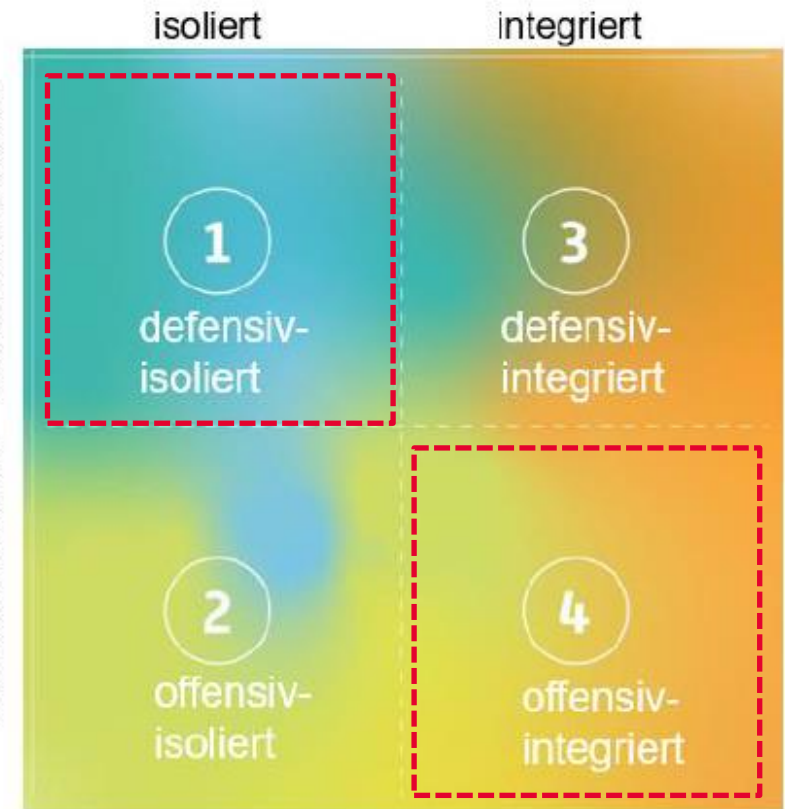 isoliert integriert
1
defensiv-
isoliert
3
defensiv-
integriert
2
offensiv-
isoliert
4
offensiv-
integriert